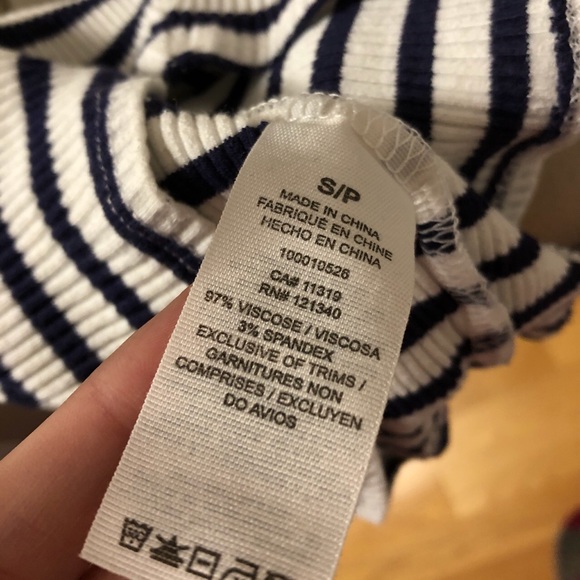 S/P
MADE IN CHINA
FABRIQUÉ EN CHINE
HECHO EN CHINA
100010526
CA# 11319
RN# 121340
97% VISCOSE / VISCOSA
3% SPANDEX
EXCLUSIVE OF TRIMS /
GARNITURES NON
COMPRISES / EXCLUYEN
DO AVIOS